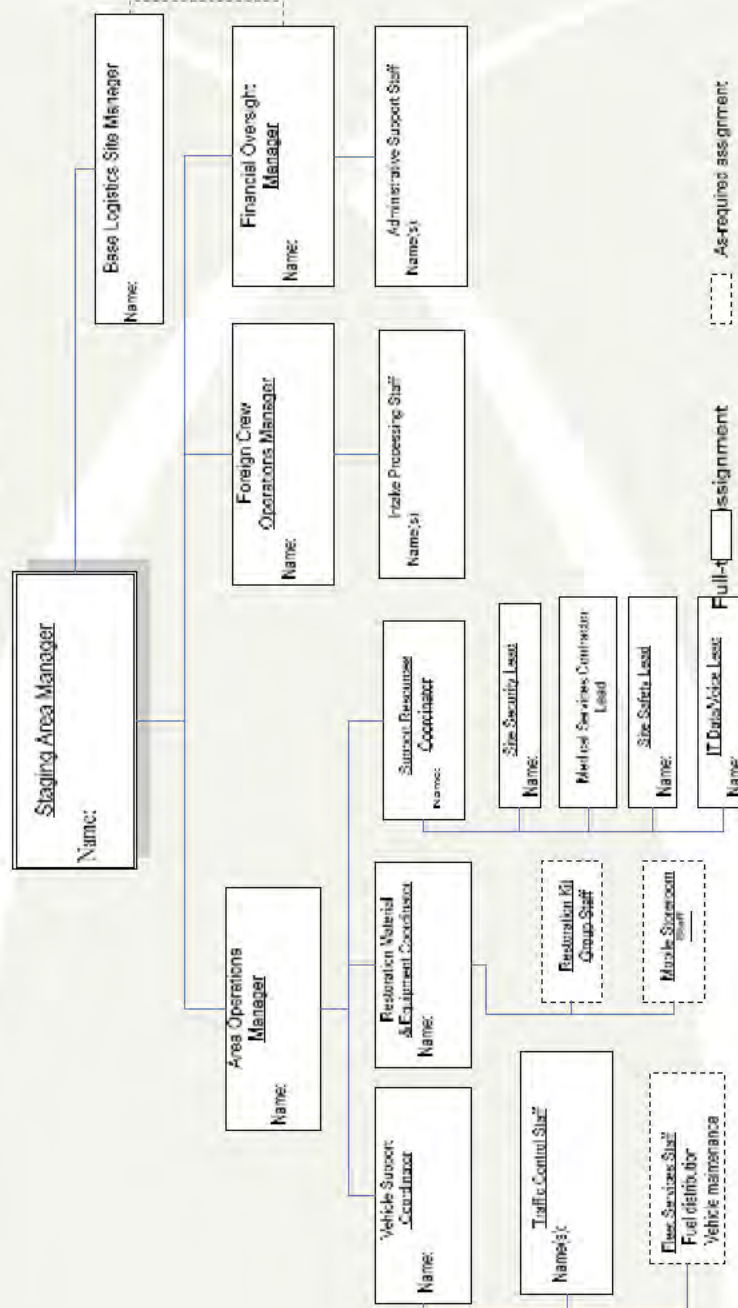 Staging Area Manager
Name:
Base Logistics Site Manager
Name:
Area Operations
Manager
Name:
Foreign Crew
Operations Manager
Name:
Financial Oversight
Manager
Name:
Vehicle Support
Coordinator
Name:
Restoration Material
& Equipment Coordinator
Name:
Support Resources
Coordinator
Name:
Intake Processing Staff
Name(s)
Administrative Support Staff
Name(s)
Traffic Control Staff
Name(s):
Fleet Services Staff
Fuel distribution
Vehicle maintenance
Restoration Kit
Group Staff
Mobile Storeroom
Staff
Site Security Lead
Name:
Medical Services Contractor
Lead
Site Safety Lead
Name:
IT Data/Voice Lead
Name:
Full-t ssignment
As-required assignment